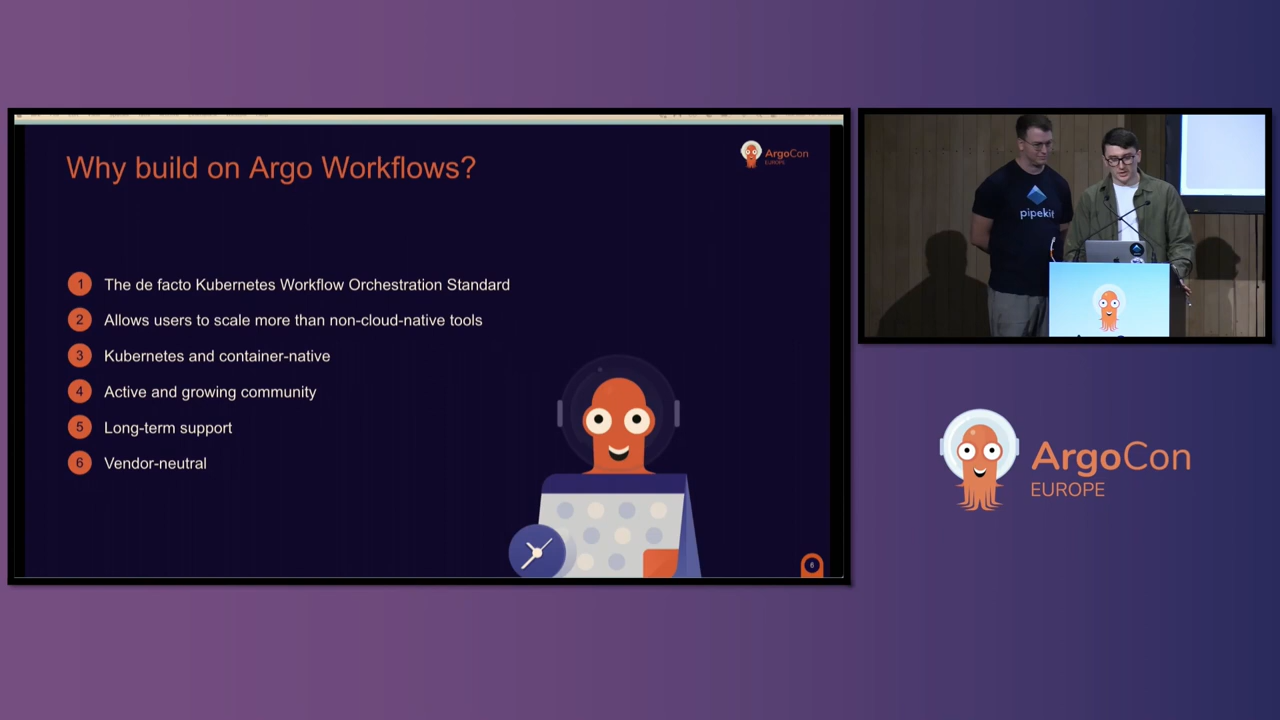 Why build on Argo Workflows?
ArgoCon
EUROPE
1 The de facto Kubernetes Workflow Orchestration Standard
2 Allows users to scale more than non-cloud-native tools
3 Kubernetes and container-native
4 Active and growing community
5 Long-term support
6 Vendor-neutral
6
pipekit
ArgoCon
EUROPE